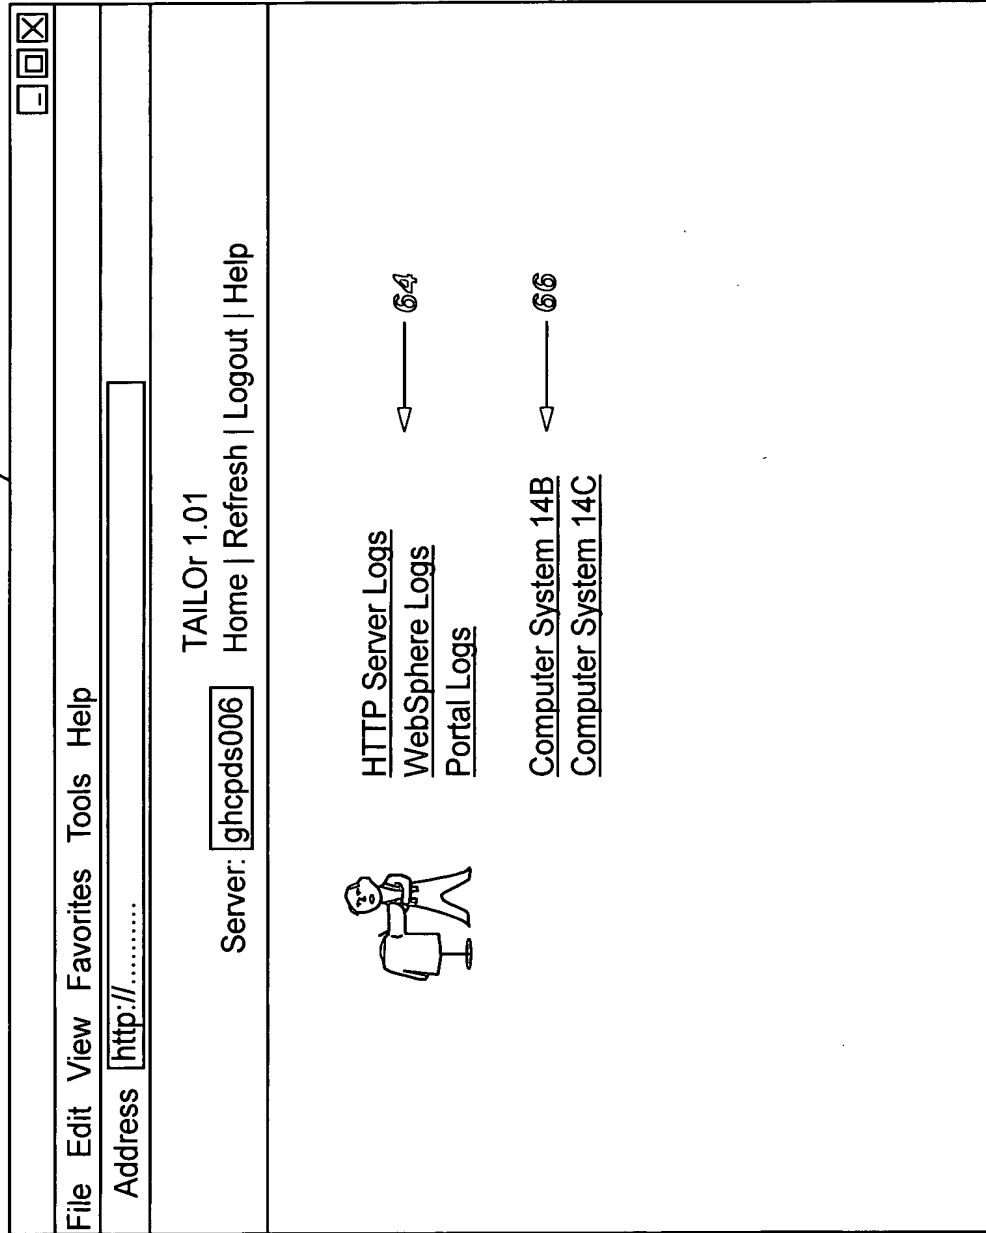 File Edit View Favorites Tools Help
Address http://..........
TAILOr 1.01
Server: ghcpds006 Home | Refresh | Logout | Help
HTTP Server Logs
WebSphere Logs
Portal Logs
64
Computer System 14B
Computer System 14C
66